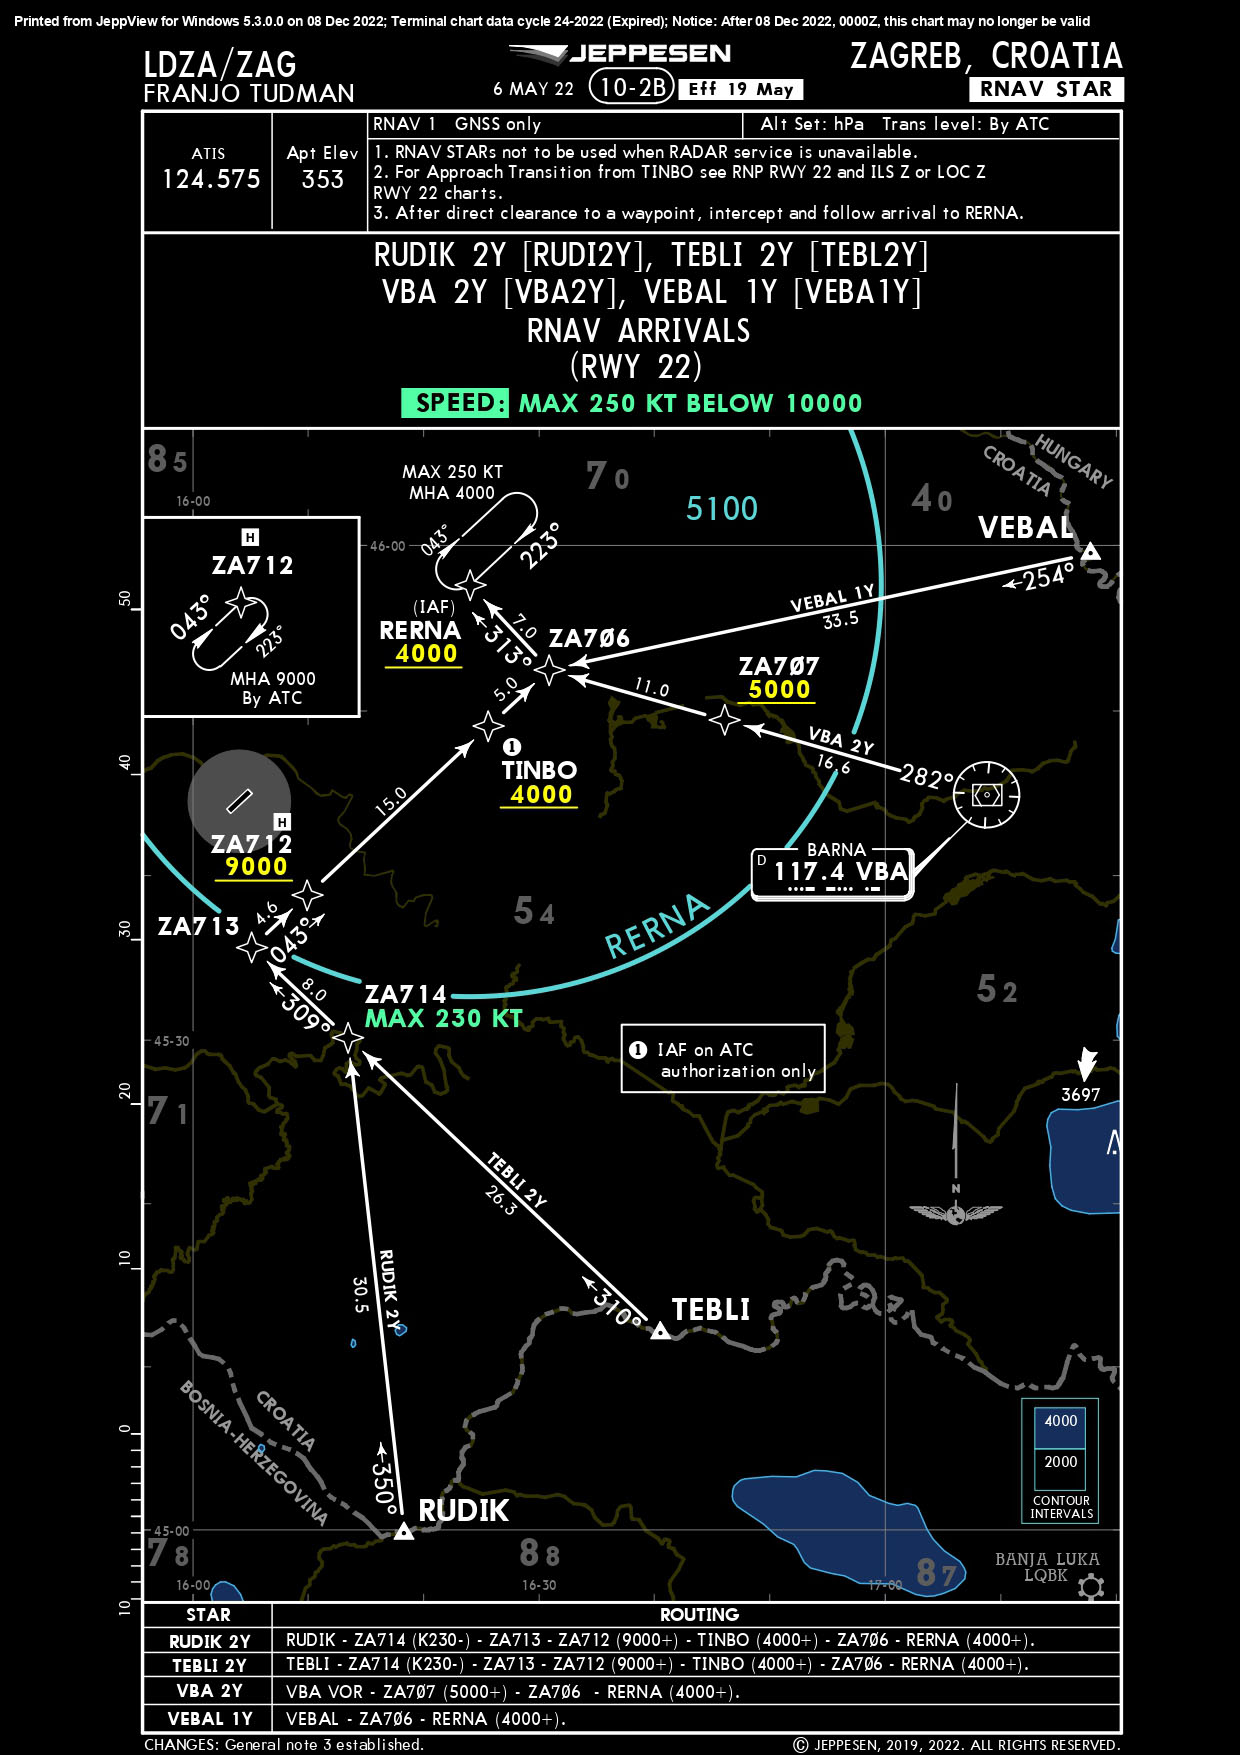 Printed from JeppView for Windows 5.3.0.0 on 08 Dec 2022; Terminal chart data cycle 24-2022 (Expired); Notice: After 08 Dec 2022, 0000Z, this chart may no longer be valid
LDZA/ZAG
FRANJO TUDMAN
JEPPESEN
6 MAY 22 10-2B Eff 19 May
ZAGREB, CROATIA
RNAV STAR
ATIS
124.575
Apt Elev
353
RNAV 1 GNSS only
Alt Set: hPa Trans level: By ATC
1. RNAV STARs not to be used when RADAR service is unavailable.
2. For Approach Transition from TINBO see RNP RWY 22 and ILS Z or LOC Z
RWY 22 charts.
3. After direct clearance to a waypoint, intercept and follow arrival to RERNA.
RUDIK 2Y [RUDI2Y], TEBLI 2Y [TEBL2Y]
VBA 2Y [VBA2Y], VEBAL 1Y [VEBA1Y]
RNAV ARRIVALS
(RWY 22)
SPEED: MAX 250 KT BELOW 10000
85
16-00
MAX 250 KT
MHA 4000
70
5100
40
HUNGARY
CROATIA
VEBAL
46-00
043°
223°
254°
H
ZA712
043°
223°
MHA 9000
By ATC
50
(IAF)
RERNA
4000
7.0
313°
ZA7Ø6
VEBAL 1Y
33.5
ZA7Ø7
5000
11.0
5.0
VBA 2Y
16.6
282°
40
1
TINBO
4000
15.0
H
ZA712
9000
BARNA
D 117.4 VBA
30
ZA713
4.6
043°
54
RERNA
52
8.0
309°
ZA714
MAX 230 KT
45-30
1 IAF on ATC
authorization only
3697
20
71
N
TEBLI 2Y
26.3
10
RUDIK 2Y
30.5
310°
TEBLI
CROATIA
BOSNIA-HERZEGOVINA
0
350°
RUDIK
4000
2000
CONTOUR
INTERVALS
45-00
78
88
87
BANJA LUKA
LQBK
16-00
16-30
17-00
10
STAR ROUTING
RUDIK 2Y RUDIK - ZA714 (K230-) - ZA713 - ZA712 (9000+) - TINBO (4000+) - ZA7Ø6 - RERNA (4000+).
TEBLI 2Y TEBLI - ZA714 (K230-) - ZA713 - ZA712 (9000+) - TINBO (4000+) - ZA7Ø6 - RERNA (4000+).
VBA 2Y VBA VOR - ZA7Ø7 (5000+) - ZA7Ø6 - RERNA (4000+).
VEBAL 1Y VEBAL - ZA7Ø6 - RERNA (4000+).
CHANGES: General note 3 established.
© JEPPESEN, 2019, 2022. ALL RIGHTS RESERVED.